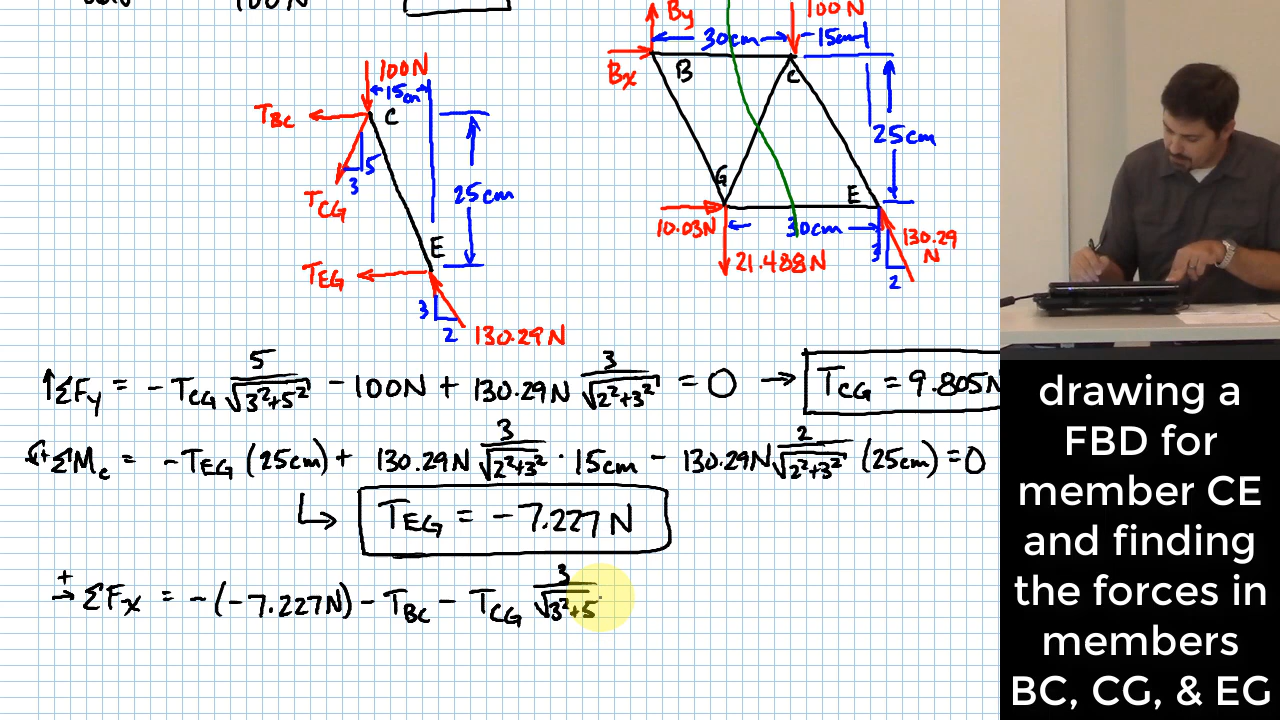 100N
100N
By
30cm
15cm
Bx
B
C
25cm
G
E
10.03N
30cm
21.488N
3
2
130.29 N
100N
15cm
TBC
C
5
3
TCG
25cm
E
TEG
3
2
130.29N
↑ΣFy = - TCG 5/√(3²+5²) - 100N + 130.29N 3/√(2²+3²) = 0 → TCG = 9.805N
+ΣMc = -TEG (25cm) + 130.29N 3/√(2²+3²) · 15cm - 130.29N 2/√(2²+3²) (25cm) = 0
↳ TEG = -7.227N
+→ ΣFx = -(-7.227N) - TBC - TCG 3/√(3²+5
drawing a
FBD for
member CE
and finding
the forces in
members
BC, CG, & EG